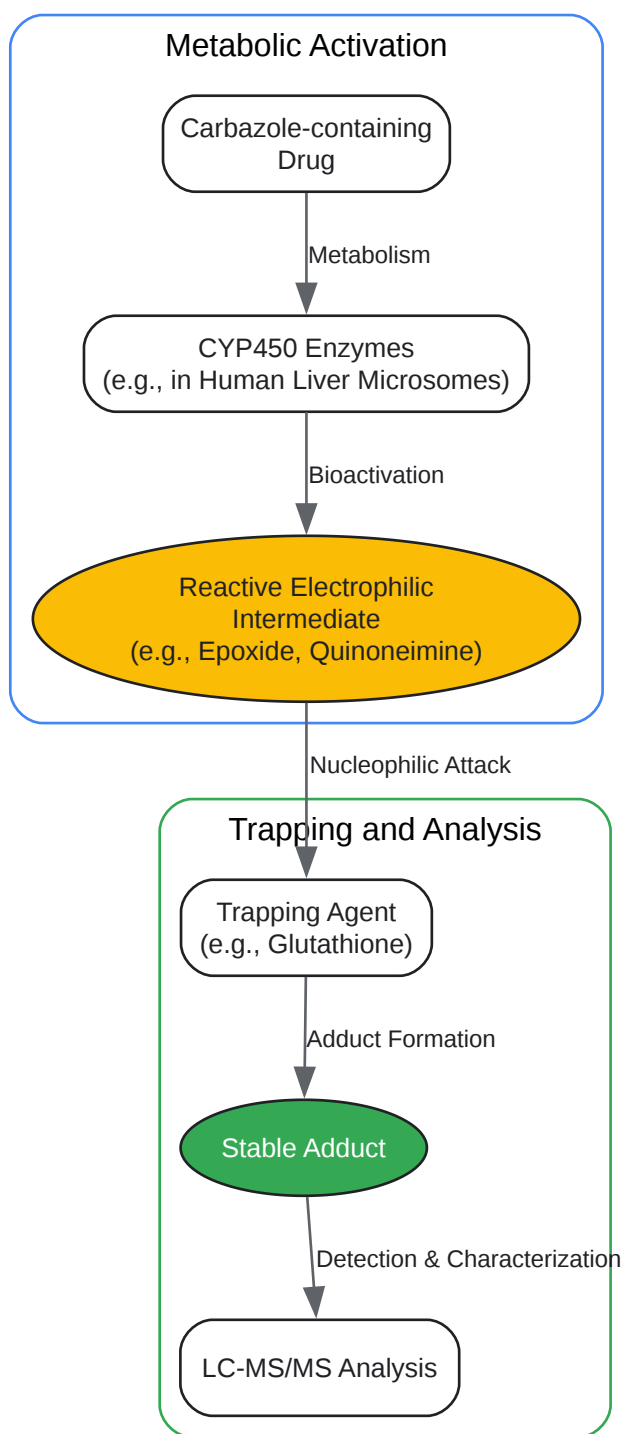 Metabolic Activation
Carbazole-containing
Drug
Metabolism
CYP450 Enzymes
(e.g., in Human Liver Microsomes)
Bioactivation
Reactive Electrophilic
Intermediate
(e.g., Epoxide, Quinoneimine)
Nucleophilic Attack
Trapping and Analysis
Trapping Agent
(e.g., Glutathione)
Adduct Formation
Stable Adduct
Detection & Characterization
LC-MS/MS Analysis